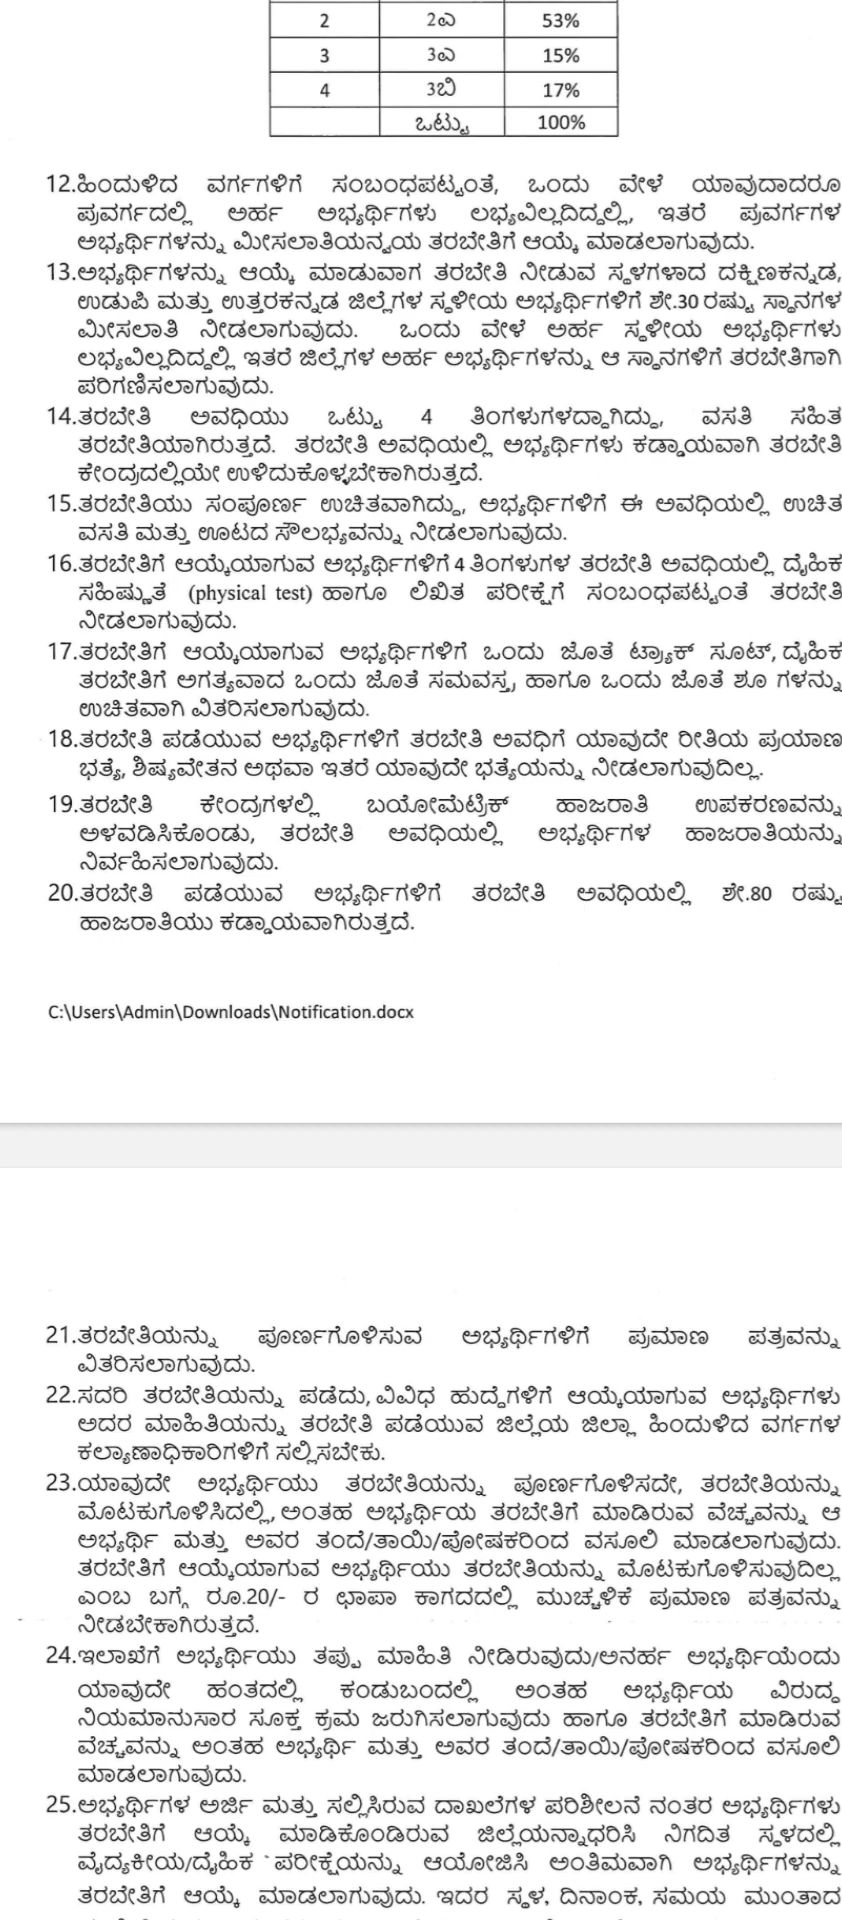 2 2ಎ 53%
3 3ಎ 15%
4 3ಬಿ 17%
ಒಟ್ಟು 100%
12.ಹಿಂದುಳಿದ ವರ್ಗಗಳಿಗೆ ಸಂಬಂಧಪಟ್ಟಂತೆ, ಒಂದು ವೇಳೆ ಯಾವುದಾದರೂ
ಪ್ರವರ್ಗದಲ್ಲಿ ಅರ್ಹ ಅಭ್ಯರ್ಥಿಗಳು ಲಭ್ಯವಿಲ್ಲದಿದ್ದಲ್ಲಿ, ಇತರೆ ಪ್ರವರ್ಗಗಳ
ಅಭ್ಯರ್ಥಿಗಳನ್ನು ಮೀಸಲಾತಿಯನ್ವಯ ತರಬೇತಿಗೆ ಆಯ್ಕೆ ಮಾಡಲಾಗುವುದು.
13.ಅಭ್ಯರ್ಥಿಗಳನ್ನು ಆಯ್ಕೆ ಮಾಡುವಾಗ ತರಬೇತಿ ನೀಡುವ ಸ್ಥಳಗಳಾದ ದಕ್ಷಿಣಕನ್ನಡ,
ಉಡುಪಿ ಮತ್ತು ಉತ್ತರಕನ್ನಡ ಜಿಲ್ಲೆಗಳ ಸ್ಥಳೀಯ ಅಭ್ಯರ್ಥಿಗಳಿಗೆ ಶೇ.30 ರಷ್ಟು ಸ್ಥಾನಗಳ
ಮೀಸಲಾತಿ ನೀಡಲಾಗುವುದು. ಒಂದು ವೇಳೆ ಅರ್ಹ ಸ್ಥಳೀಯ ಅಭ್ಯರ್ಥಿಗಳು
ಲಭ್ಯವಿಲ್ಲದಿದ್ದಲ್ಲಿ ಇತರೆ ಜಿಲ್ಲೆಗಳ ಅರ್ಹ ಅಭ್ಯರ್ಥಿಗಳನ್ನು ಆ ಸ್ಥಾನಗಳಿಗೆ ತರಬೇತಿಗಾಗಿ
ಪರಿಗಣಿಸಲಾಗುವುದು.
14.ತರಬೇತಿ ಅವಧಿಯು ಒಟ್ಟು 4 ತಿಂಗಳುಗಳದ್ದಾಗಿದ್ದು, ವಸತಿ ಸಹಿತ
ತರಬೇತಿಯಾಗಿರುತ್ತದೆ. ತರಬೇತಿ ಅವಧಿಯಲ್ಲಿ ಅಭ್ಯರ್ಥಿಗಳು ಕಡ್ಡಾಯವಾಗಿ ತರಬೇತಿ
ಕೇಂದ್ರದಲ್ಲಿಯೇ ಉಳಿದುಕೊಳ್ಳಬೇಕಾಗಿರುತ್ತದೆ.
15.ತರಬೇತಿಯು ಸಂಪೂರ್ಣ ಉಚಿತವಾಗಿದ್ದು, ಅಭ್ಯರ್ಥಿಗಳಿಗೆ ಈ ಅವಧಿಯಲ್ಲಿ ಉಚಿತ
ವಸತಿ ಮತ್ತು ಊಟದ ಸೌಲಭ್ಯವನ್ನು ನೀಡಲಾಗುವುದು.
16.ತರಬೇತಿಗೆ ಆಯ್ಕೆಯಾಗುವ ಅಭ್ಯರ್ಥಿಗಳಿಗೆ 4 ತಿಂಗಳುಗಳ ತರಬೇತಿ ಅವಧಿಯಲ್ಲಿ ದೈಹಿಕ
ಸಹಿಷ್ಣುತೆ (physical test) ಹಾಗೂ ಲಿಖಿತ ಪರೀಕ್ಷೆಗೆ ಸಂಬಂಧಪಟ್ಟಂತೆ ತರಬೇತಿ
ನೀಡಲಾಗುವುದು.
17.ತರಬೇತಿಗೆ ಆಯ್ಕೆಯಾಗುವ ಅಭ್ಯರ್ಥಿಗಳಿಗೆ ಒಂದು ಜೊತೆ ಟ್ರ್ಯಾಕ್ ಸೂಟ್, ದೈಹಿಕ
ತರಬೇತಿಗೆ ಅಗತ್ಯವಾದ ಒಂದು ಜೊತೆ ಸಮವಸ್ತ್ರ ಹಾಗೂ ಒಂದು ಜೊತೆ ಶೂ ಗಳನ್ನು
ಉಚಿತವಾಗಿ ವಿತರಿಸಲಾಗುವುದು.
18.ತರಬೇತಿ ಪಡೆಯುವ ಅಭ್ಯರ್ಥಿಗಳಿಗೆ ತರಬೇತಿ ಅವಧಿಗೆ ಯಾವುದೇ ರೀತಿಯ ಪ್ರಯಾಣ
ಭತ್ಯೆ, ಶಿಷ್ಯವೇತನ ಅಥವಾ ಇತರೆ ಯಾವುದೇ ಭತ್ಯೆಯನ್ನು ನೀಡಲಾಗುವುದಿಲ್ಲ.
19.ತರಬೇತಿ ಕೇಂದ್ರಗಳಲ್ಲಿ ಬಯೋಮೆಟ್ರಿಕ್ ಹಾಜರಾತಿ ಉಪಕರಣವನ್ನು
ಅಳವಡಿಸಿಕೊಂಡು, ತರಬೇತಿ ಅವಧಿಯಲ್ಲಿ ಅಭ್ಯರ್ಥಿಗಳ ಹಾಜರಾತಿಯನ್ನು
ನಿರ್ವಹಿಸಲಾಗುವುದು.
20.ತರಬೇತಿ ಪಡೆಯುವ ಅಭ್ಯರ್ಥಿಗಳಿಗೆ ತರಬೇತಿ ಅವಧಿಯಲ್ಲಿ ಶೇ.80 ರಷ್ಟು
ಹಾಜರಾತಿಯು ಕಡ್ಡಾಯವಾಗಿರುತ್ತದೆ.
C:\Users\Admin\Downloads\Notification.docx
21.ತರಬೇತಿಯನ್ನು ಪೂರ್ಣಗೊಳಿಸುವ ಅಭ್ಯರ್ಥಿಗಳಿಗೆ ಪ್ರಮಾಣ ಪತ್ರವನ್ನು
ವಿತರಿಸಲಾಗುವುದು.
22.ಸದರಿ ತರಬೇತಿಯನ್ನು ಪಡೆದು, ವಿವಿಧ ಹುದ್ದೆಗಳಿಗೆ ಆಯ್ಕೆಯಾಗುವ ಅಭ್ಯರ್ಥಿಗಳು
ಅದರ ಮಾಹಿತಿಯನ್ನು ತರಬೇತಿ ಪಡೆಯುವ ಜಿಲ್ಲೆಯ ಜಿಲ್ಲಾ ಹಿಂದುಳಿದ ವರ್ಗಗಳ
ಕಲ್ಯಾಣಾಧಿಕಾರಿಗಳಿಗೆ ಸಲ್ಲಿಸಬೇಕು.
23.ಯಾವುದೇ ಅಭ್ಯರ್ಥಿಯು ತರಬೇತಿಯನ್ನು ಪೂರ್ಣಗೊಳಿಸದೇ, ತರಬೇತಿಯನ್ನು
ಮೊಟಕುಗೊಳಿಸಿದಲ್ಲಿ, ಅಂತಹ ಅಭ್ಯರ್ಥಿಯ ತರಬೇತಿಗೆ ಮಾಡಿರುವ ವೆಚ್ಚವನ್ನು ಆ
ಅಭ್ಯರ್ಥಿ ಮತ್ತು ಅವರ ತಂದೆ/ತಾಯಿ/ಪೋಷಕರಿಂದ ವಸೂಲಿ ಮಾಡಲಾಗುವುದು.
ತರಬೇತಿಗೆ ಆಯ್ಕೆಯಾಗುವ ಅಭ್ಯರ್ಥಿಯು ತರಬೇತಿಯನ್ನು ಮೊಟಕುಗೊಳಿಸುವುದಿಲ್ಲ
ಎಂಬ ಬಗ್ಗೆ ರೂ.20/- ರ ಛಾಪಾ ಕಾಗದದಲ್ಲಿ ಮುಚ್ಚಳಿಕೆ ಪ್ರಮಾಣ ಪತ್ರವನ್ನು
ನೀಡಬೇಕಾಗಿರುತ್ತದೆ.
24.ಇಲಾಖೆಗೆ ಅಭ್ಯರ್ಥಿಯು ತಪ್ಪು ಮಾಹಿತಿ ನೀಡಿರುವುದು/ಅನರ್ಹ ಅಭ್ಯರ್ಥಿಯೆಂದು
ಯಾವುದೇ ಹಂತದಲ್ಲಿ ಕಂಡುಬಂದಲ್ಲಿ ಅಂತಹ ಅಭ್ಯರ್ಥಿಯ ವಿರುದ್ಧ
ನಿಯಮಾನುಸಾರ ಸೂಕ್ತ ಕ್ರಮ ಜರುಗಿಸಲಾಗುವುದು ಹಾಗೂ ತರಬೇತಿಗೆ ಮಾಡಿರುವ
ವೆಚ್ಚವನ್ನು ಅಂತಹ ಅಭ್ಯರ್ಥಿ ಮತ್ತು ಅವರ ತಂದೆ/ತಾಯಿ/ಪೋಷಕರಿಂದ ವಸೂಲಿ
ಮಾಡಲಾಗುವುದು.
25.ಅಭ್ಯರ್ಥಿಗಳ ಅರ್ಜಿ ಮತ್ತು ಸಲ್ಲಿಸಿರುವ ದಾಖಲೆಗಳ ಪರಿಶೀಲನೆ ನಂತರ ಅಭ್ಯರ್ಥಿಗಳು
ತರಬೇತಿಗೆ ಆಯ್ಕೆ ಮಾಡಿಕೊಂಡಿರುವ ಜಿಲ್ಲೆಯನ್ನಾಧರಿಸಿ ನಿಗದಿತ ಸ್ಥಳದಲ್ಲಿ
ವೈದ್ಯಕೀಯ/ದೈಹಿಕ ಪರೀಕ್ಷೆಯನ್ನು ಆಯೋಜಿಸಿ ಅಂತಿಮವಾಗಿ ಅಭ್ಯರ್ಥಿಗಳನ್ನು
ತರಬೇತಿಗೆ ಆಯ್ಕೆ ಮಾಡಲಾಗುವುದು. ಇದರ ಸ್ಥಳ, ದಿನಾಂಕ, ಸಮಯ ಮುಂತಾದ